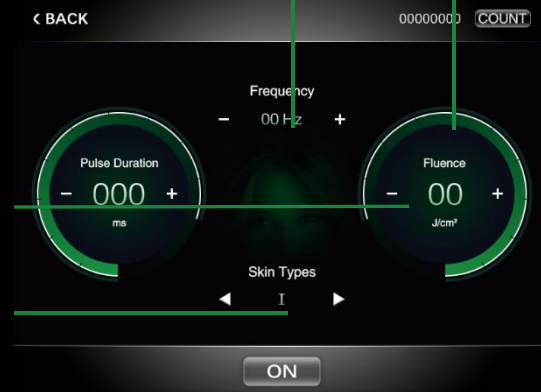 < BACK
00000000 COUNT
Frequency
- 00 Hz +
Pulse Duration
- 000 +
ms
Fluence
- 00 +
J/cm²
Skin Types
◀ I ▶
ON